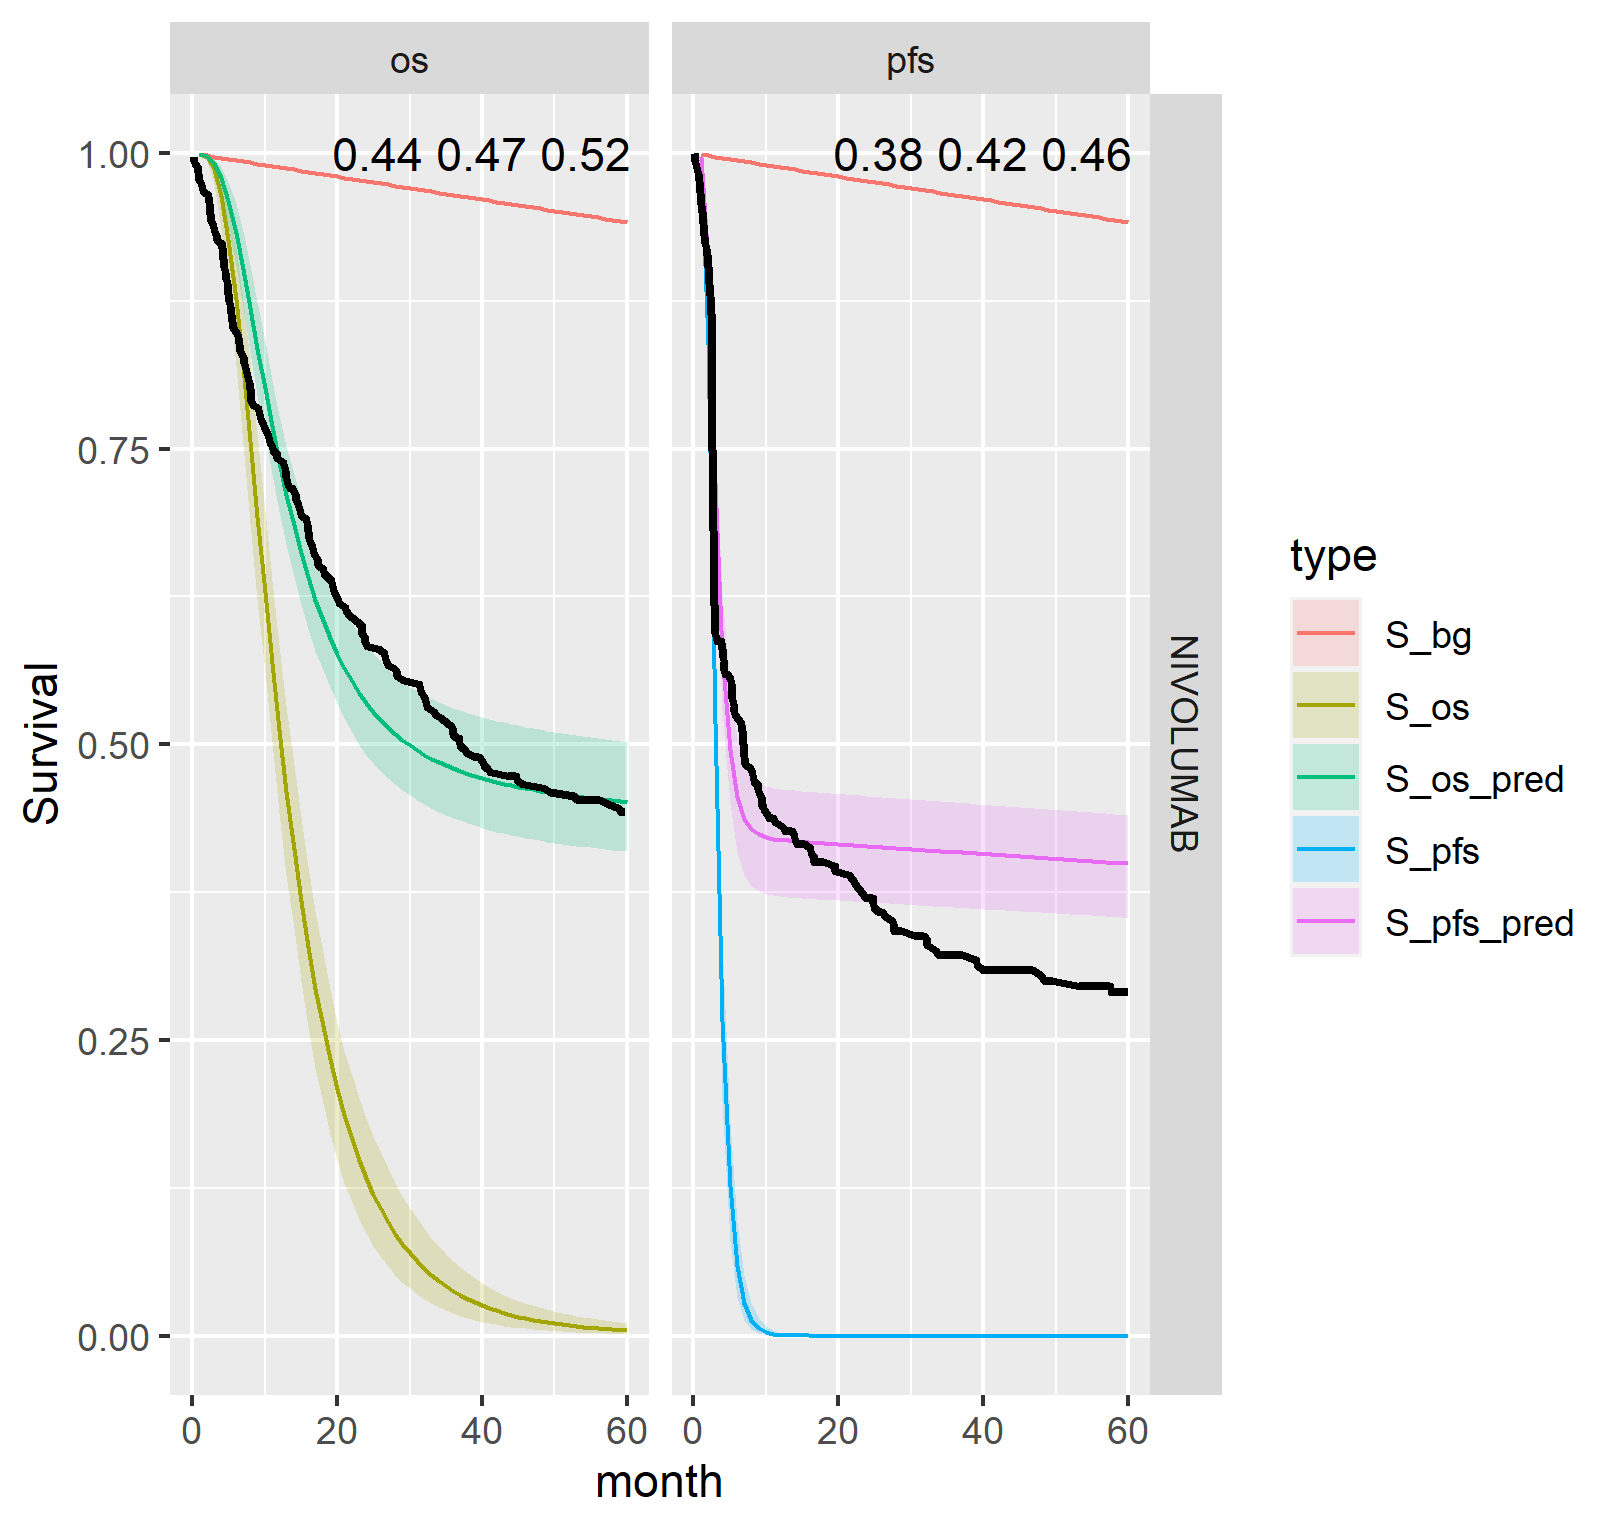 os
pfs
0.44 0.47 0.52
0.38 0.42 0.46
1.00
0.75
0.50
0.25
0.00
Survival
0 20 40 60
0 20 40 60
month
NIVOLUMAB
type
S_bg
S_os
S_os_pred
S_pfs
S_pfs_pred